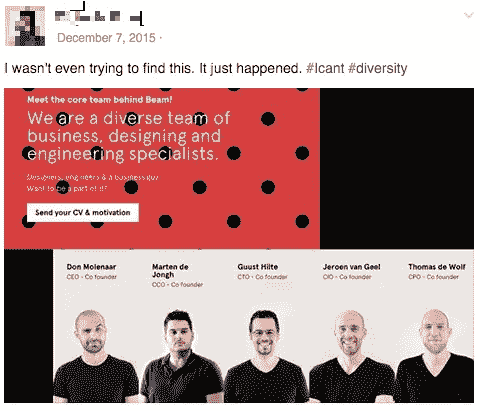 December 7, 2015 ·
I wasn't even trying to find this. It just happened. #Icant #diversity
Meet the core team behind Beam!
We are a diverse team of
business, designing and
engineering specialists.
Designers, engineers & a business guy.
Want to be a part of it?
Send your CV & motivation
Don Molenaar
CEO - Co founder
Marten de
Jongh
CCO - Co founder
Guust Hilte
CTO - Co founder
Jeroen van Geel
CIO - Co founder
Thomas de Wolf
CPO - Co founder